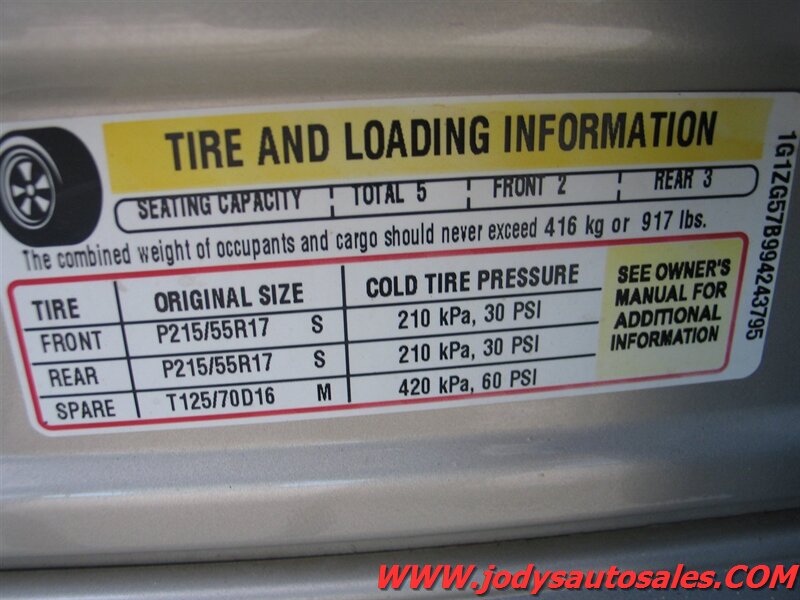 TIRE AND LOADING INFORMATION
SEATING CAPACITY TOTAL 5 FRONT 2 REAR 3
The combined weight of occupants and cargo should never exceed 416 kg or 917 lbs.
TIRE ORIGINAL SIZE COLD TIRE PRESSURE
FRONT P215/55R17 S 210 kPa, 30 PSI
REAR P215/55R17 S 210 kPa, 30 PSI
SPARE T125/70D16 M 420 kPa, 60 PSI
SEE OWNER'S
MANUAL FOR
ADDITIONAL
INFORMATION
1G1ZG57B994243795
WWW.jodysautosales.COM